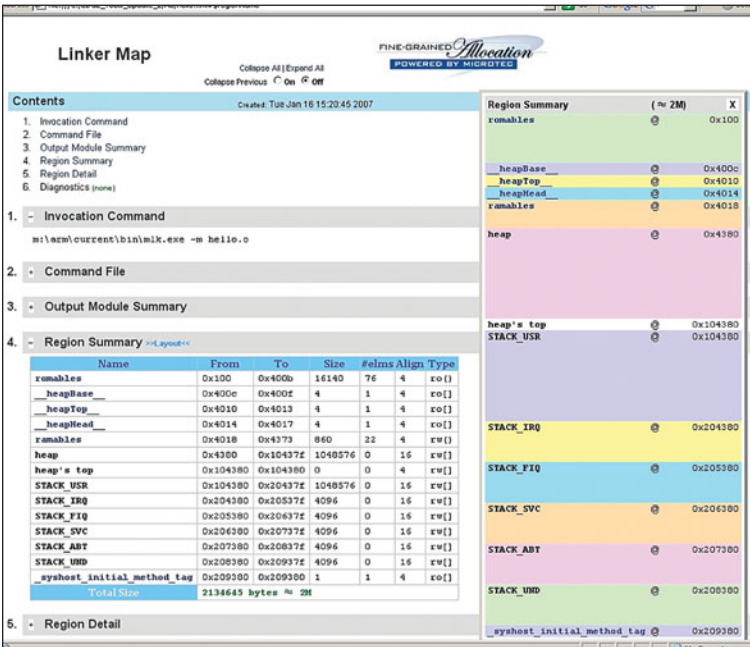 Linker Map
Collapse All | Expand All
Collapse Previous On Off
FINE-GRAINED Allocation
POWERED BY MICROTEC
Contents
Created: Tue Jan 16 15:20:45 2007
1. Invocation Command
2. Command File
3. Output Module Summary
4. Region Summary
5. Region Detail
6. Diagnostics (none)
1. - Invocation Command
m:\arm\current\bin\mlk.exe -m hello.o
2. + Command File
3. + Output Module Summary
4. - Region Summary >>Layout<<
Name From To Size #elms Align Type
romables 0x100 0x400b 16140 76 4 ro()
__heapBase__ 0x400c 0x400f 4 1 4 ro[]
__heapTop__ 0x4010 0x4013 4 1 4 ro[]
__heapHead__ 0x4014 0x4017 4 1 4 ro[]
ramables 0x4018 0x4373 860 22 4 rw()
heap 0x4380 0x10437f 1048576 0 16 rw[]
heap's top 0x104380 0x104380 0 0 4 rw[]
STACK_USR 0x104380 0x20437f 1048576 0 16 rw[]
STACK_IRQ 0x204380 0x20537f 4096 0 16 rw[]
STACK_FIQ 0x205380 0x20637f 4096 0 16 rw[]
STACK_SVC 0x206380 0x20737f 4096 0 16 rw[]
STACK_ABT 0x207380 0x20837f 4096 0 16 rw[]
STACK_UND 0x208380 0x20937f 4096 0 16 rw[]
_syshost_initial_method_tag 0x209380 0x209380 1 1 4 ro[]
Total Size 2134645 bytes ≈ 2M
5. + Region Detail
Region Summary (≈ 2M) X
romables @ 0x100
__heapBase__ @ 0x400c
__heapTop__ @ 0x4010
__heapHead__ @ 0x4014
ramables @ 0x4018
heap @ 0x4380
heap's top @ 0x104380
STACK_USR @ 0x104380
STACK_IRQ @ 0x204380
STACK_FIQ @ 0x205380
STACK_SVC @ 0x206380
STACK_ABT @ 0x207380
STACK_UND @ 0x208380
_syshost_initial_method_tag @ 0x209380